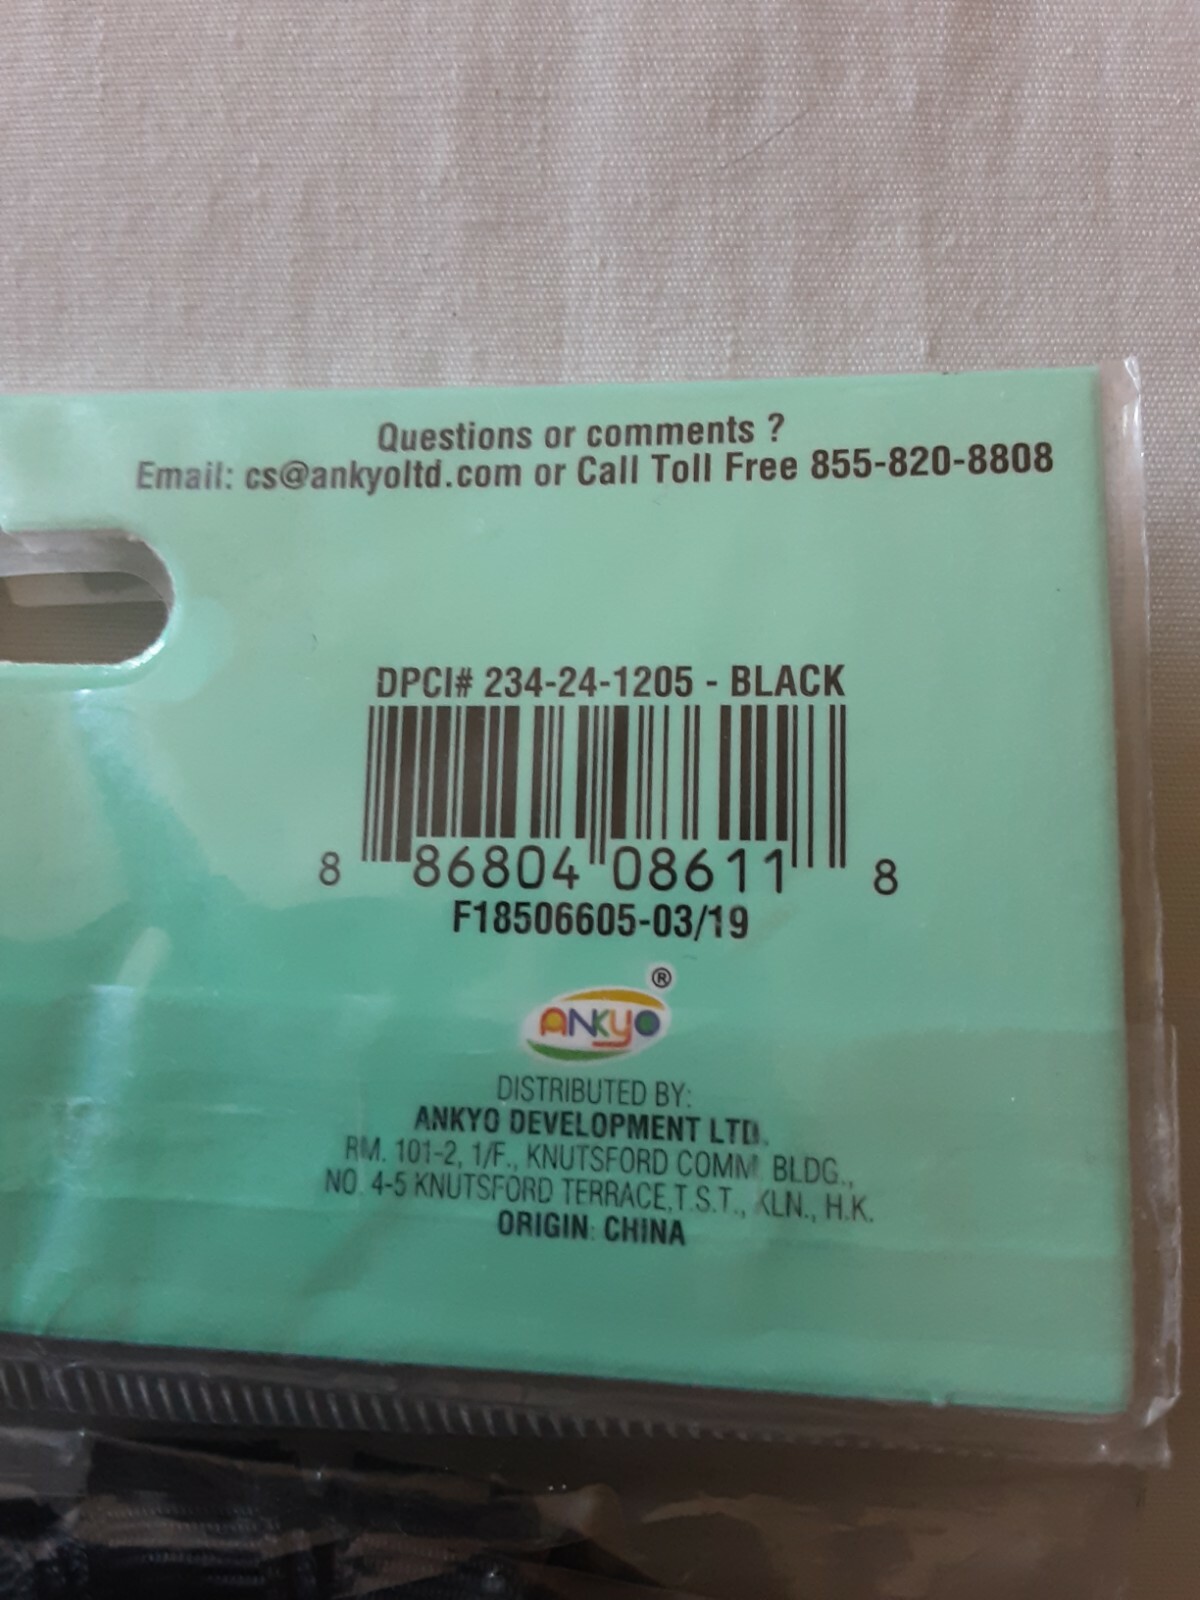 Questions or comments ?
Email: cs@ankyoltd.com or Call Toll Free 855-820-8808
DPCI# 234-24-1205 - BLACK
8 86804 08611 8
F18506605-03/19
ANKYO ®
DISTRIBUTED BY:
ANKYO DEVELOPMENT LTD.
RM. 101-2, 1/F., KNUTSFORD COMM. BLDG.,
NO. 4-5 KNUTSFORD TERRACE,T.S.T., KLN., H.K.
ORIGIN: CHINA